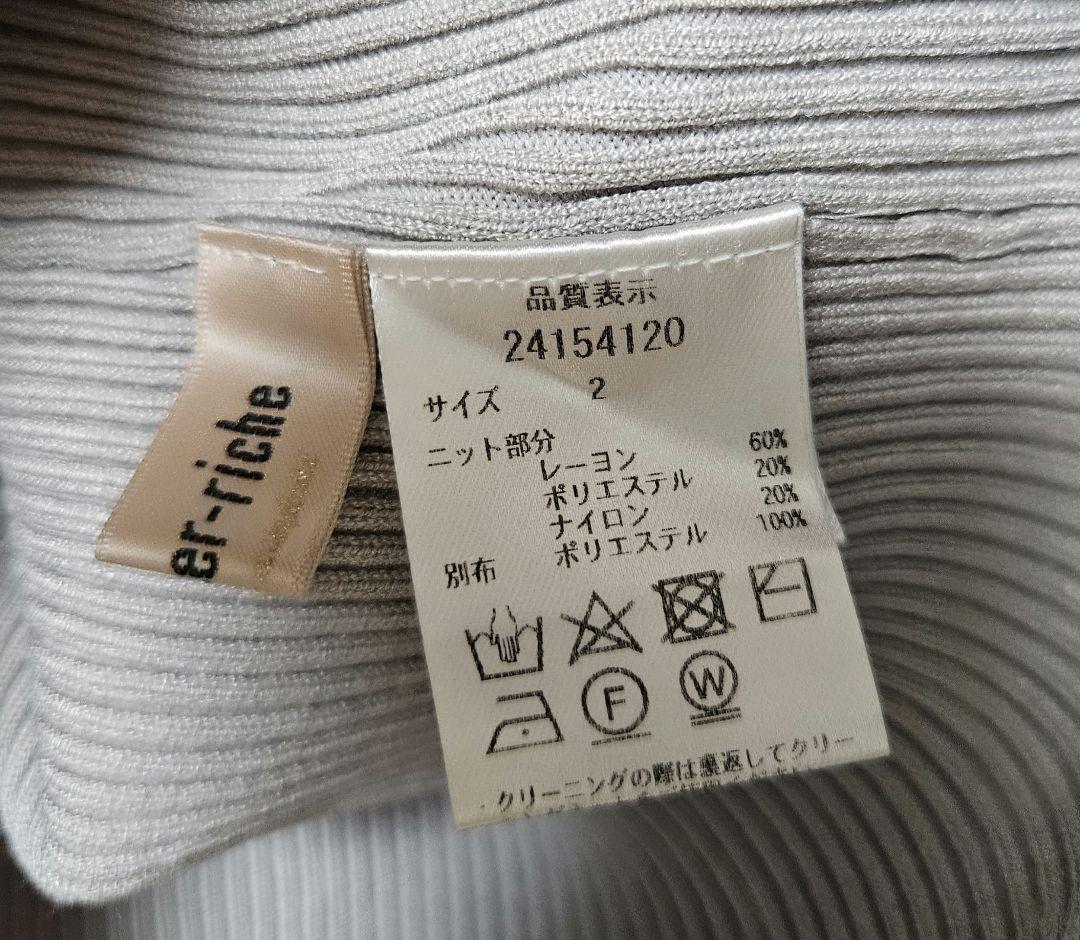 er-riche
品質表示
24154120
サイズ 2
ニット部分
レーヨン 60%
ポリエステル 20%
ナイロン 20%
別布 ポリエステル 100%
F
W
・クリーニングの際は裏返してクリー